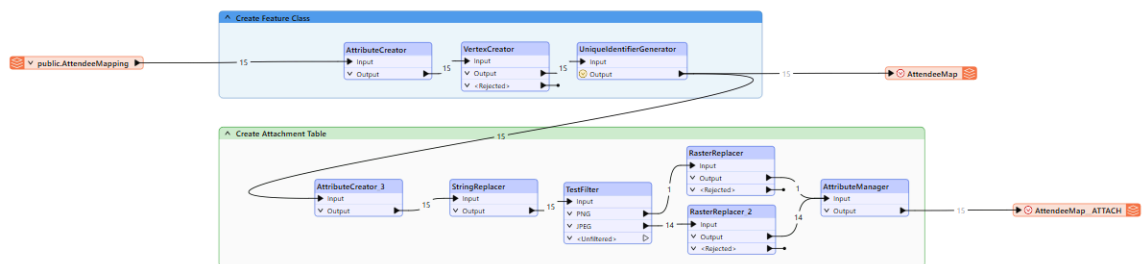 Create Feature Class
public.AttendeeMapping
15
AttributeCreator
Input
Output
15
VertexCreator
Input
Output
<Rejected>
15
UniqueIdentifierGenerator
Input
Output
15
AttendeeMap
15
Create Attachment Table
AttributeCreator_3
Input
Output
15
StringReplacer
Input
Output
15
TestFilter
Input
PNG
JPEG
<Unfiltered>
1
14
RasterReplacer
Input
Output
<Rejected>
RasterReplacer_2
Input
Output
<Rejected>
1
14
AttributeManager
Input
Output
15
AttendeeMap__ATTACH